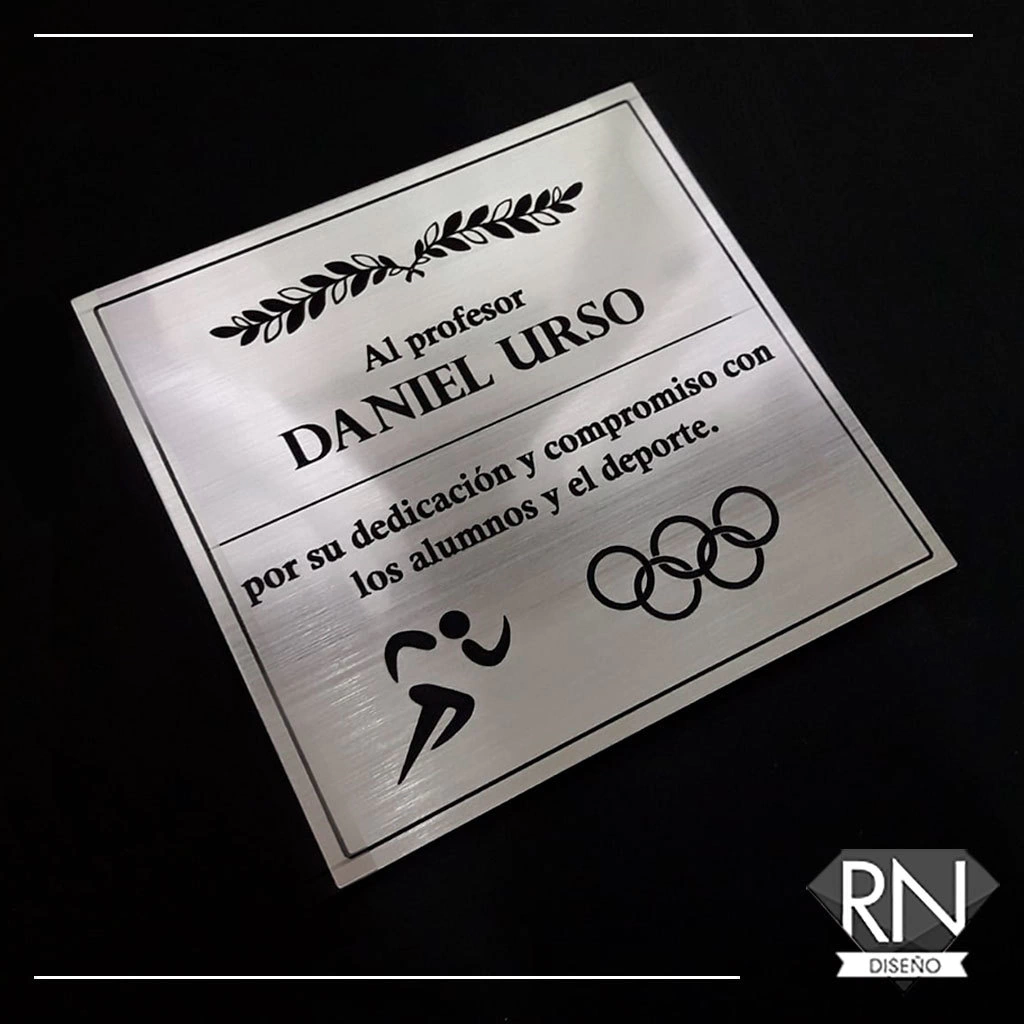 Al profesor
DANIEL URSO
por su dedicación y compromiso con
los alumnos y el deporte.
RN
DISEÑO